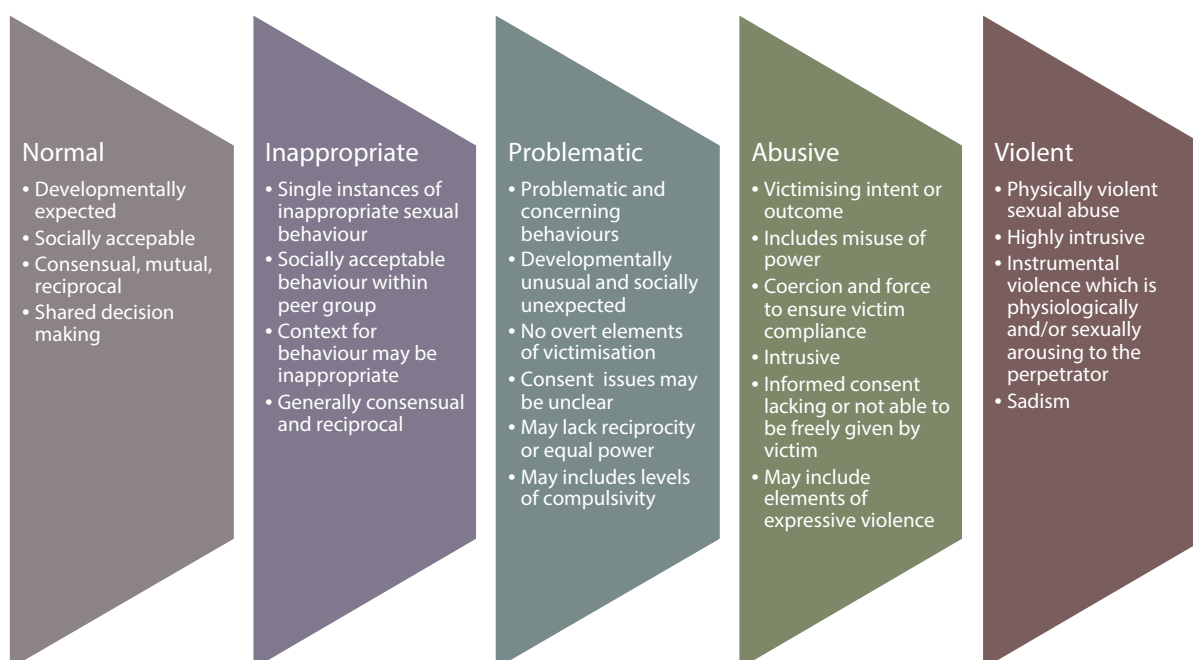 Normal
• Developmentally
expected
• Socially accepable
• Consensual, mutual,
reciprocal
• Shared decision
making
Inappropriate
• Single instances of
inappropriate sexual
behaviour
• Socially acceptable
behaviour within
peer group
• Context for
behaviour may be
inappropriate
• Generally consensual
and reciprocal
Problematic
• Problematic and
concerning
behaviours
• Developmentally
unusual and socially
unexpected
• No overt elements
of victimisation
• Consent issues may
be unclear
• May lack reciprocity
or equal power
• May includes levels
of compulsivity
Abusive
• Victimising intent or
outcome
• Includes misuse of
power
• Coercion and force
to ensure victim
compliance
• Intrusive
• Informed consent
lacking or not able to
be freely given by
victim
• May include
elements of
expressive violence
Violent
• Physically violent
sexual abuse
• Highly intrusive
• Instrumental
violence which is
physiologically
and/or sexually
arousing to the
perpetrator
• Sadism